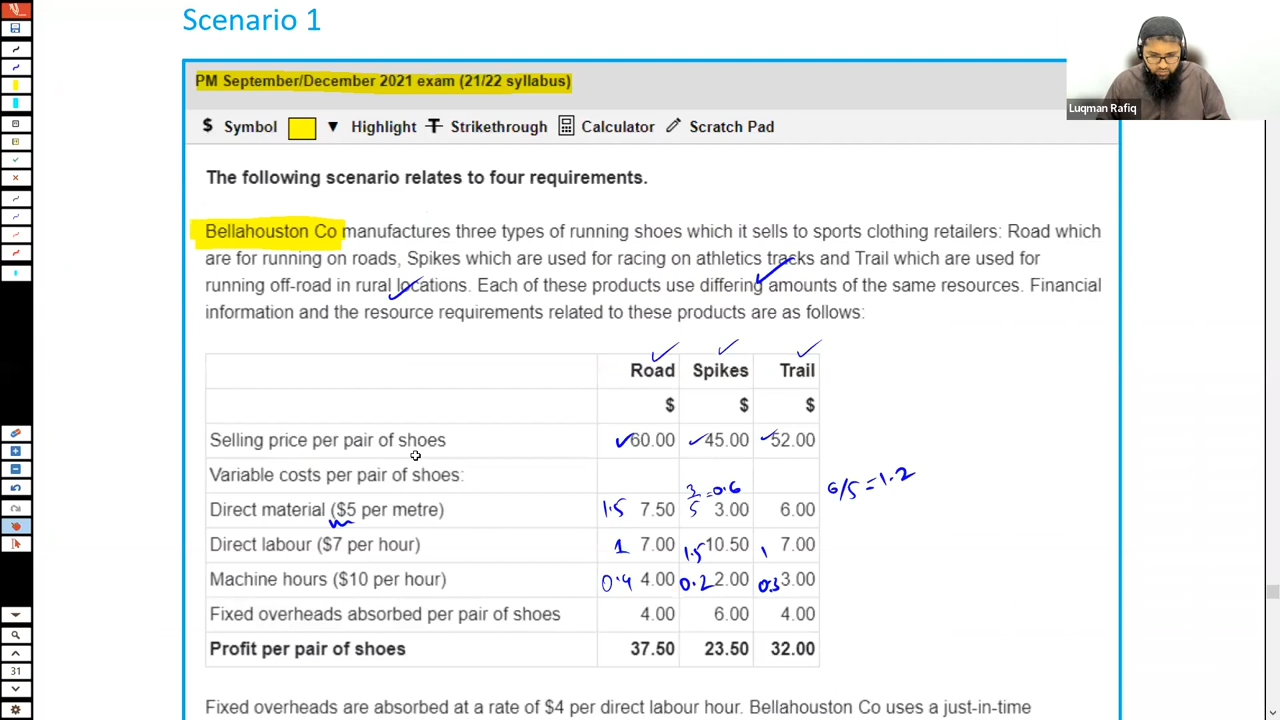 Scenario 1
PM September/December 2021 exam (21/22 syllabus)
Luqman Rafiq
$ Symbol ▼ Highlight Strikethrough Calculator Scratch Pad
The following scenario relates to four requirements.
Bellahouston Co manufactures three types of running shoes which it sells to sports clothing retailers: Road which
are for running on roads, Spikes which are used for racing on athletics tracks and Trail which are used for
running off-road in rural locations. Each of these products use differing amounts of the same resources. Financial
information and the resource requirements related to these products are as follows:
Road Spikes Trail
$ $ $
Selling price per pair of shoes 60.00 45.00 52.00
Variable costs per pair of shoes:
6/5 = 1.2
3/5 = 0.6
Direct material ($5 per metre) 1.5 7.50 3.00 6.00
Direct labour ($7 per hour) 1 7.00 1.5 10.50 1 7.00
Machine hours ($10 per hour) 0.4 4.00 0.2 2.00 0.3 3.00
Fixed overheads absorbed per pair of shoes 4.00 6.00 4.00
Profit per pair of shoes 37.50 23.50 32.00
Fixed overheads are absorbed at a rate of $4 per direct labour hour. Bellahouston Co uses a just-in-time
31